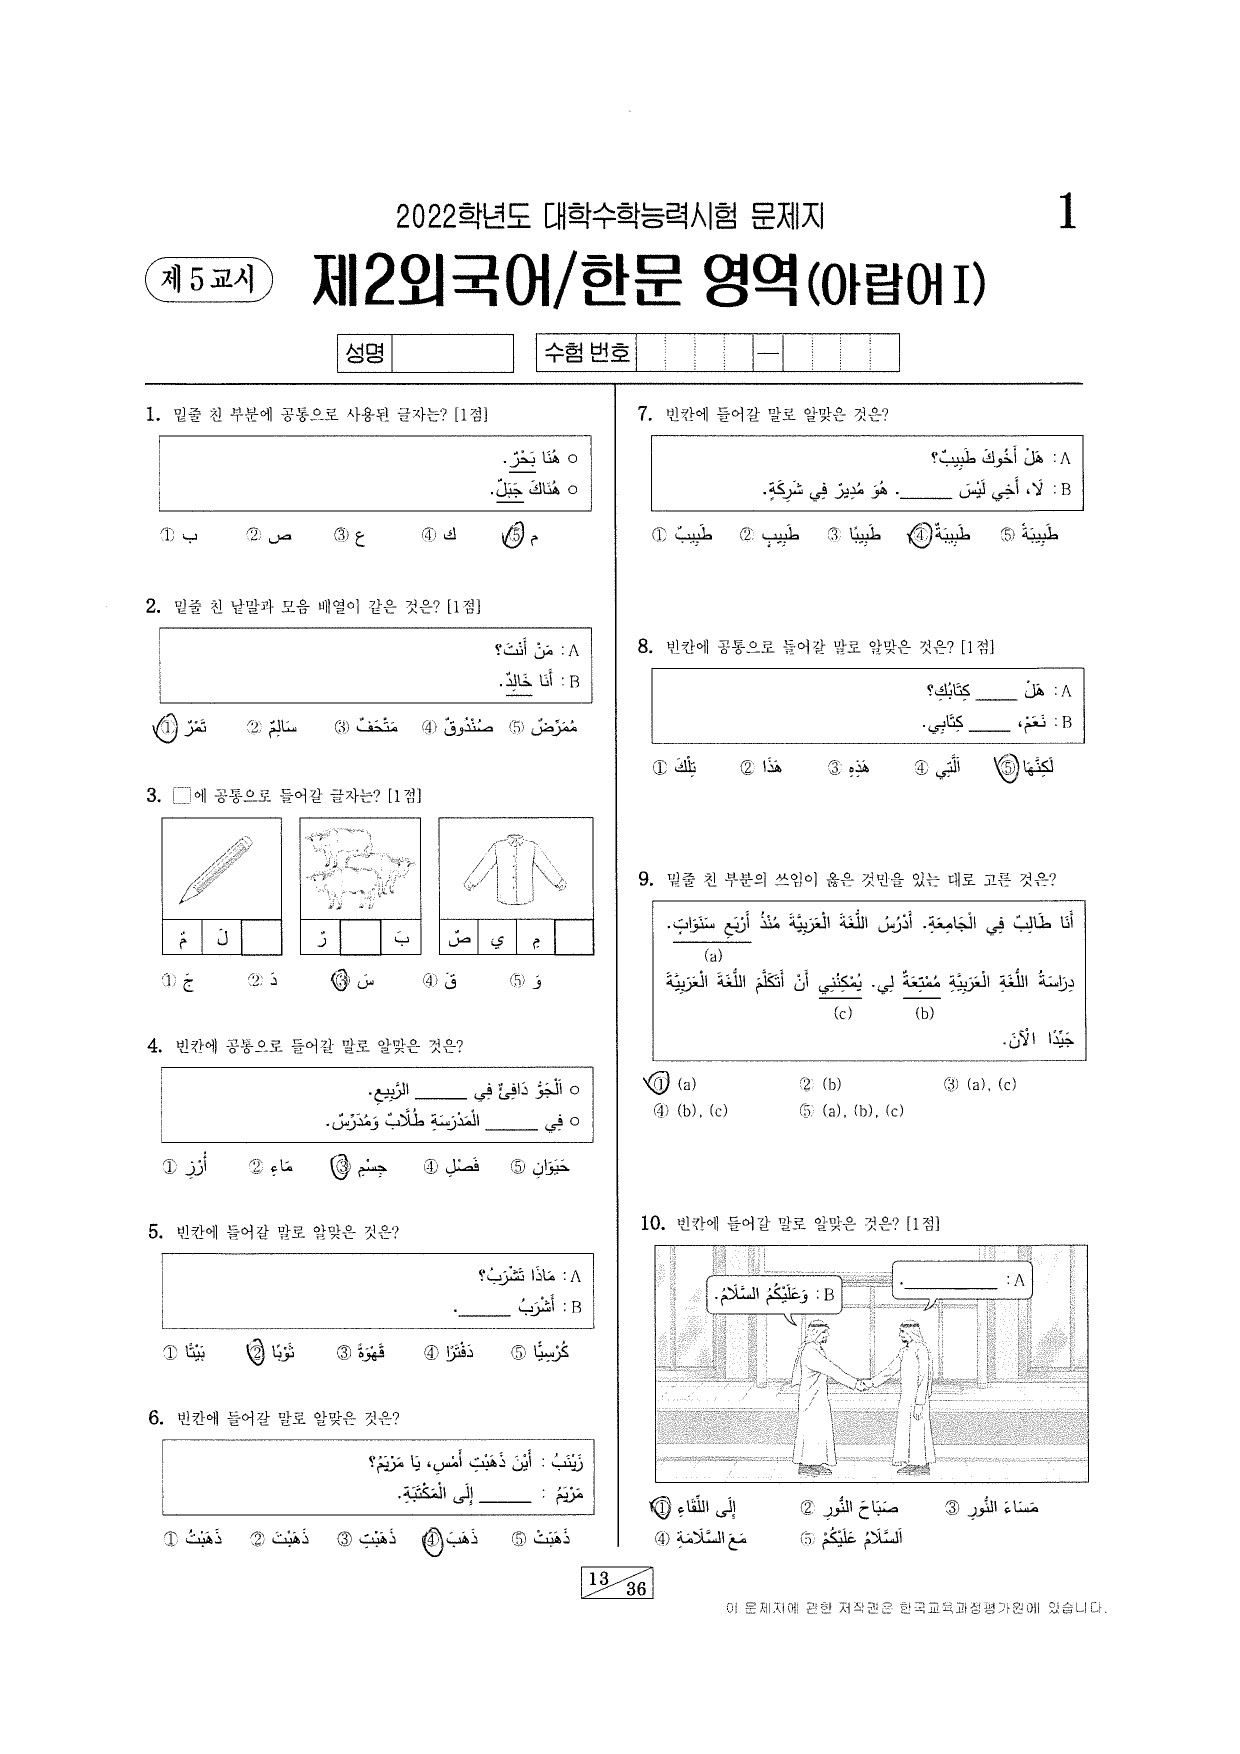 2022학년도 대학수학능력시험 문제지
1
제 5 교시
제2외국어/한문 영역(아랍어 I)
성명
수험 번호
—
1. 밑줄 친 부분에 공통으로 사용된 글자는? [1점]
○ هُنَا بَحْرٌ.
○ هُنَاكَ جَبَلٌ.
① ب ② ص ③ ع ④ ك ⑤ م
2. 밑줄 친 낱말과 모음 배열이 같은 것은? [1점]
A : مَنْ أَنْتَ؟
B : أَنَا خَالِدٌ.
① تَمْرٌ ② سَالِمٌ ③ مَتْحَفٌ ④ صُنْدُوقٌ ⑤ مُمَرِّضٌ
3. □에 공통으로 들어갈 글자는? [1점]
مٌ لَ
رٌ بَ
صٌ ي مِ
① جَ ② دَ ③ سَ ④ قَ ⑤ وَ
4. 빈칸에 공통으로 들어갈 말로 알맞은 것은?
○ اَلْجَوُّ دَافِئٌ فِي ______ الرَّبِيعِ.
○ فِي ______ الْمَدْرَسَةِ طُلَّابٌ وَمُدَرِّسٌ.
① أُرْزِ ② مَاءِ ③ جِسْمِ ④ فَصْلِ ⑤ حَيَوَانِ
5. 빈칸에 들어갈 말로 알맞은 것은?
A : مَاذَا تَشْرَبُ؟
B : أَشْرَبُ ______.
① بَيْتًا ② ثَوْبًا ③ قَهْوَةً ④ دَفْتَرًا ⑤ كُرْسِيًّا
6. 빈칸에 들어갈 말로 알맞은 것은?
زَيْنَبُ : أَيْنَ ذَهَبْتِ أَمْسِ، يَا مَرْيَمُ؟
مَرْيَمُ : ______ إِلَى الْمَكْتَبَةِ.
① ذَهَبْتُ ② ذَهَبْتَ ③ ذَهَبْتِ ④ ذَهَبَ ⑤ ذَهَبَتْ
7. 빈칸에 들어갈 말로 알맞은 것은?
A : هَلْ أَخُوكَ طَبِيبٌ؟
B : لَا، أَخِي لَيْسَ ______. هُوَ مُدِيرٌ فِي شَرِكَةٍ.
① طَبِيبٌ ② طَبِيبٍ ③ طَبِيبًا ④ طَبِيبَةٌ ⑤ طَبِيبَةً
8. 빈칸에 공통으로 들어갈 말로 알맞은 것은? [1점]
A : هَلْ _____ كِتَابُكِ؟
B : نَعَمْ، _____ كِتَابِي.
① تِلْكَ ② هَذَا ③ هَذِهِ ④ اَلَّتِي ⑤ لَكِنَّهَا
9. 밑줄 친 부분의 쓰임이 옳은 것만을 있는 대로 고른 것은?
أَنَا طَالِبٌ فِي الْجَامِعَةِ. أَدْرُسُ اللُّغَةَ الْعَرَبِيَّةَ مُنْذُ أَرْبَعِ سَنَوَاتٍ.
(a)
دِرَاسَةُ اللُّغَةِ الْعَرَبِيَّةِ مُمْتِعَةٌ لِي. يُمْكِنُنِي أَنْ أَتَكَلَّمَ اللُّغَةَ الْعَرَبِيَّةَ
(c) (b)
جَيِّدًا الْآنَ.
① (a) ② (b) ③ (a), (c)
④ (b), (c) ⑤ (a), (b), (c)
10. 빈칸에 들어갈 말로 알맞은 것은? [1점]
A : ____________.
B : وَعَلَيْكُمُ السَّلَامُ.
① إِلَى اللِّقَاءِ ② صَبَاحَ النُّورِ ③ مَسَاءَ النُّورِ
④ مَعَ السَّلَامَةِ ⑤ اَلسَّلَامُ عَلَيْكُمْ
13
36
이 문제지에 관한 저작권은 한국교육과정평가원에 있습니다.